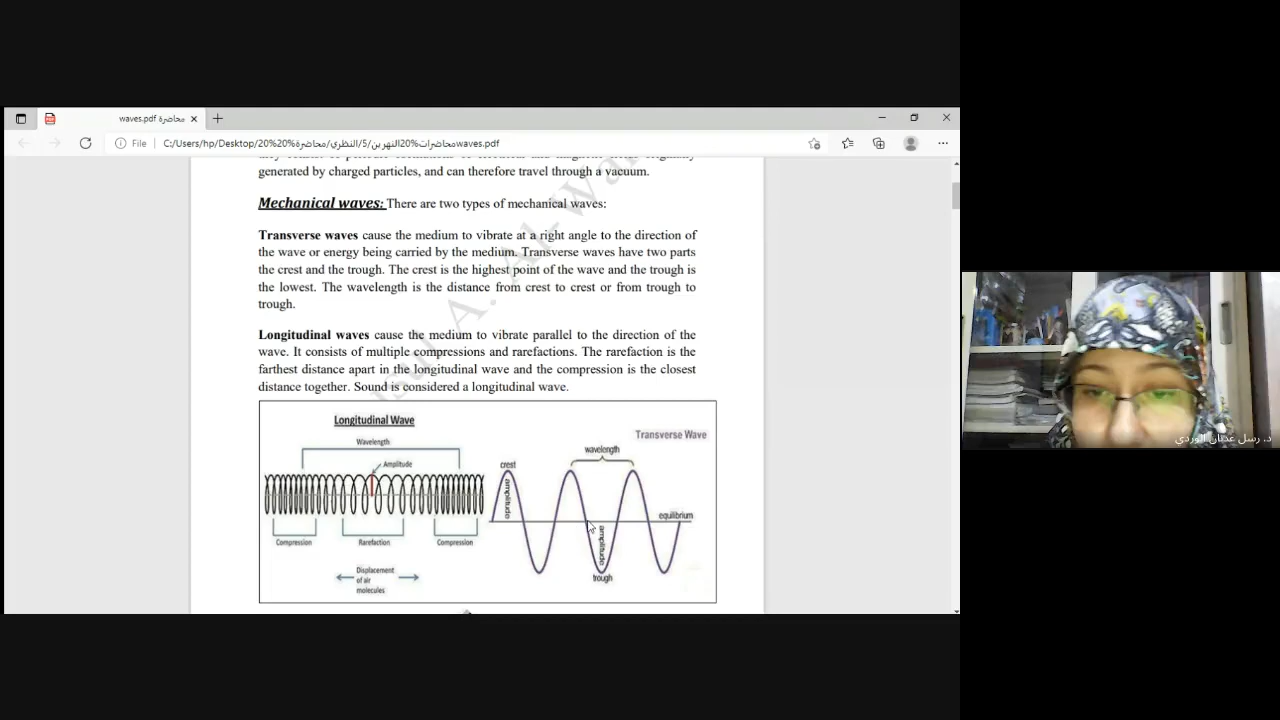 محاضرة waves.pdf
File
C:/Users/hp/Desktop/20%محاضرات%20النهرين/5/النظري/محاضرة%20waves.pdf
generated by charged particles, and can therefore travel through a vacuum.
Mechanical waves: There are two types of mechanical waves:
Transverse waves cause the medium to vibrate at a right angle to the direction of
the wave or energy being carried by the medium. Transverse waves have two parts
the crest and the trough. The crest is the highest point of the wave and the trough is
the lowest. The wavelength is the distance from crest to crest or from trough to
trough.
Longitudinal waves cause the medium to vibrate parallel to the direction of the
wave. It consists of multiple compressions and rarefactions. The rarefaction is the
farthest distance apart in the longitudinal wave and the compression is the closest
distance together. Sound is considered a longitudinal wave.
Longitudinal Wave
Wavelength
Amplitude
Compression
Rarefaction
Compression
Displacement
of air
molecules
Transverse Wave
wavelength
crest
amplitude
equilibrium
amplitude
trough
د. رسل عدنان الوردي